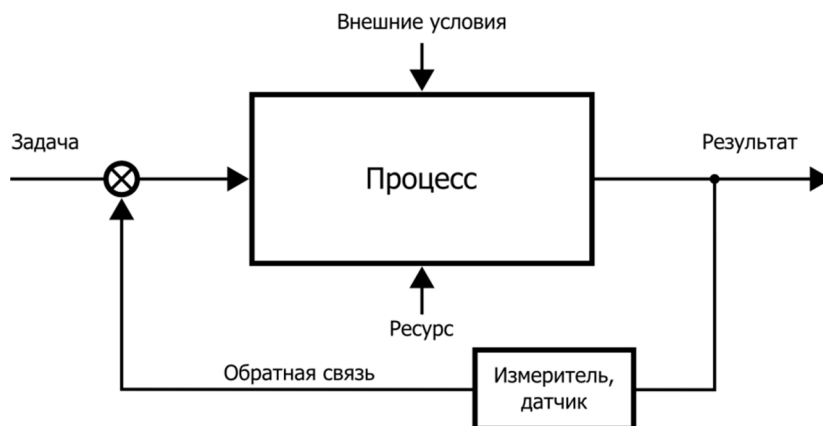 Внешние условия
Задача
Результат
Процесс
Ресурс
Обратная связь
Измеритель,
датчик